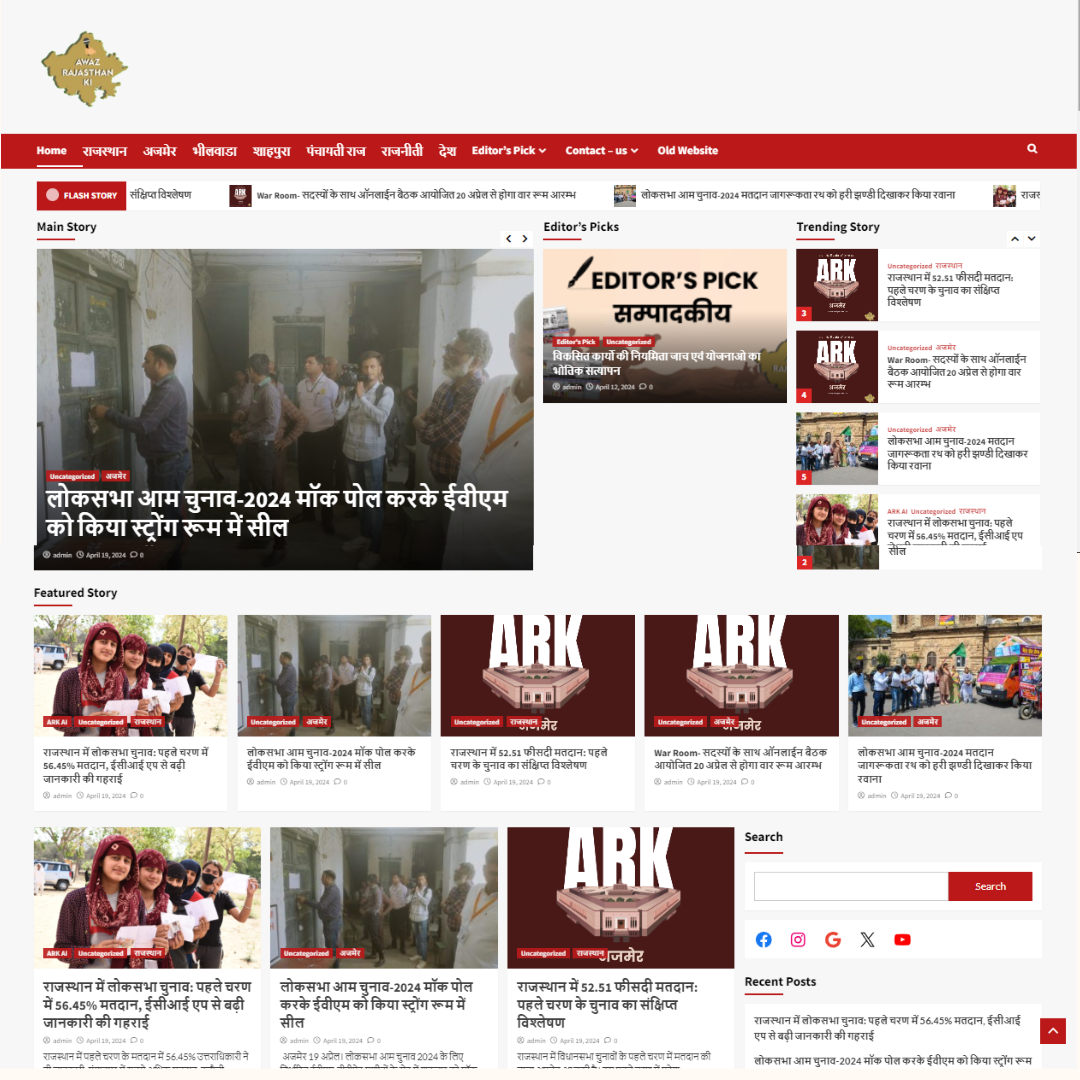 AWAZ
RAJASTHAN
KI
Home राजस्थान अजमेर भीलवाडा शाहपुरा पंचायती राज राजनीती देश Editor's Pick Contact – us Old Website
FLASH STORY संक्षिप्त विश्लेषण War Room- सदस्यों के साथ ऑनलाईन बैठक आयोजित 20 अप्रेल से होगा वार रूम आरम्भ लोकसभा आम चुनाव-2024 मतदान जागरूकता रथ को हरी झण्डी दिखाकर किया रवाना
Main Story
Uncategorized अजमेर
लोकसभा आम चुनाव-2024 मॉक पोल करके ईवीएम
को किया स्ट्रोंग रूम में सील
admin April 19, 2024 0
Editor's Picks
EDITOR'S PICK
सम्पादकीय
Editor's Pick Uncategorized
विकसित कार्यो की नियमिता जाच एवं योजनाओ का
भौतिक सत्यापन
admin April 12, 2024 0
Trending Story
ARK
अजमेर
3
Uncategorized राजस्थान
राजस्थान में 52.51 फीसदी मतदान:
पहले चरण के चुनाव का संक्षिप्त
विश्लेषण
ARK
अजमेर
4
Uncategorized अजमेर
War Room- सदस्यों के साथ ऑनलाईन
बैठक आयोजित 20 अप्रेल से होगा वार
रूम आरम्भ
5
Uncategorized अजमेर
लोकसभा आम चुनाव-2024 मतदान
जागरूकता रथ को हरी झण्डी दिखाकर
किया रवाना
ARK AI Uncategorized राजस्थान
राजस्थान में लोकसभा चुनाव: पहले
चरण में 56.45% मतदान, ईसीआई एप
सील
2
Featured Story
ARK AI Uncategorized राजस्थान
राजस्थान में लोकसभा चुनाव: पहले चरण में
56.45% मतदान, ईसीआई एप से बढ़ी
जानकारी की गहराई
admin April 19, 2024 0
Uncategorized अजमेर
लोकसभा आम चुनाव-2024 मॉक पोल करके
ईवीएम को किया स्ट्रोंग रूम में सील
admin April 19, 2024 0
ARK
अजमेर
Uncategorized राजस्थान
राजस्थान में 52.51 फीसदी मतदान: पहले
चरण के चुनाव का संक्षिप्त विश्लेषण
admin April 19, 2024 0
ARK
अजमेर
Uncategorized अजमेर
War Room- सदस्यों के साथ ऑनलाईन बैठक
आयोजित 20 अप्रेल से होगा वार रूम आरम्भ
admin April 19, 2024 0
Uncategorized अजमेर
लोकसभा आम चुनाव-2024 मतदान
जागरूकता रथ को हरी झण्डी दिखाकर किया
रवाना
admin April 19, 2024 0
ARK AI Uncategorized राजस्थान
राजस्थान में लोकसभा चुनाव: पहले चरण
में 56.45% मतदान, ईसीआई एप से बढ़ी
जानकारी की गहराई
admin April 19, 2024 0
राजस्थान में पहले चरण के मतदान में 56.45% उत्तराधिकारी ने
Uncategorized अजमेर
लोकसभा आम चुनाव-2024 मॉक पोल
करके ईवीएम को किया स्ट्रोंग रूम में
सील
admin April 19, 2024 0
अजमेर 19 अप्रेल। लोकसभा आम चुनाव 2024 के लिए
ARK
अजमेर
Uncategorized राजस्थान
राजस्थान में 52.51 फीसदी मतदान:
पहले चरण के चुनाव का संक्षिप्त
विश्लेषण
admin April 19, 2024 0
राजस्थान में विधानसभा चुनावों के पहले चरण में मतदान की
Search
Search
Recent Posts
राजस्थान में लोकसभा चुनाव: पहले चरण में 56.45% मतदान, ईसीआई
एप से बढ़ी जानकारी की गहराई
लोकसभा आम चुनाव-2024 मॉक पोल करके ईवीएम को किया स्ट्रोंग रूम